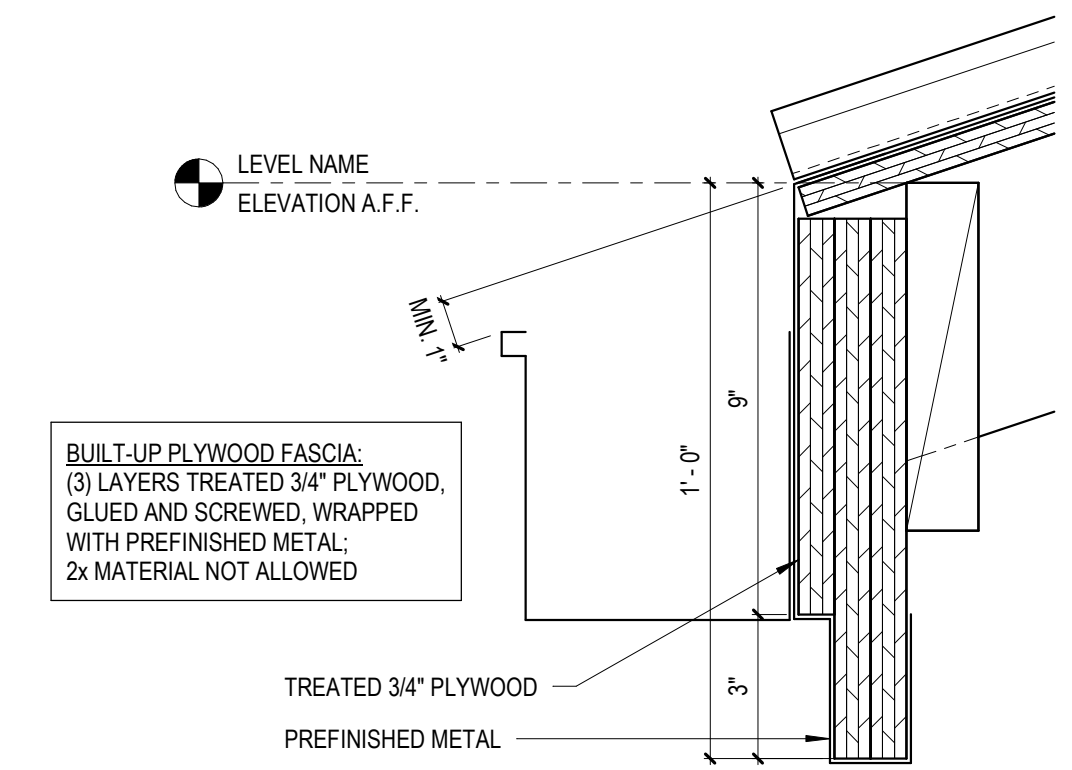 LEVEL NAME
ELEVATION A.F.F.
MIN. 1"
9"
1' - 0"
BUILT-UP PLYWOOD FASCIA:
(3) LAYERS TREATED 3/4" PLYWOOD,
GLUED AND SCREWED, WRAPPED
WITH PREFINISHED METAL;
2x MATERIAL NOT ALLOWED
TREATED 3/4" PLYWOOD
3"
PREFINISHED METAL